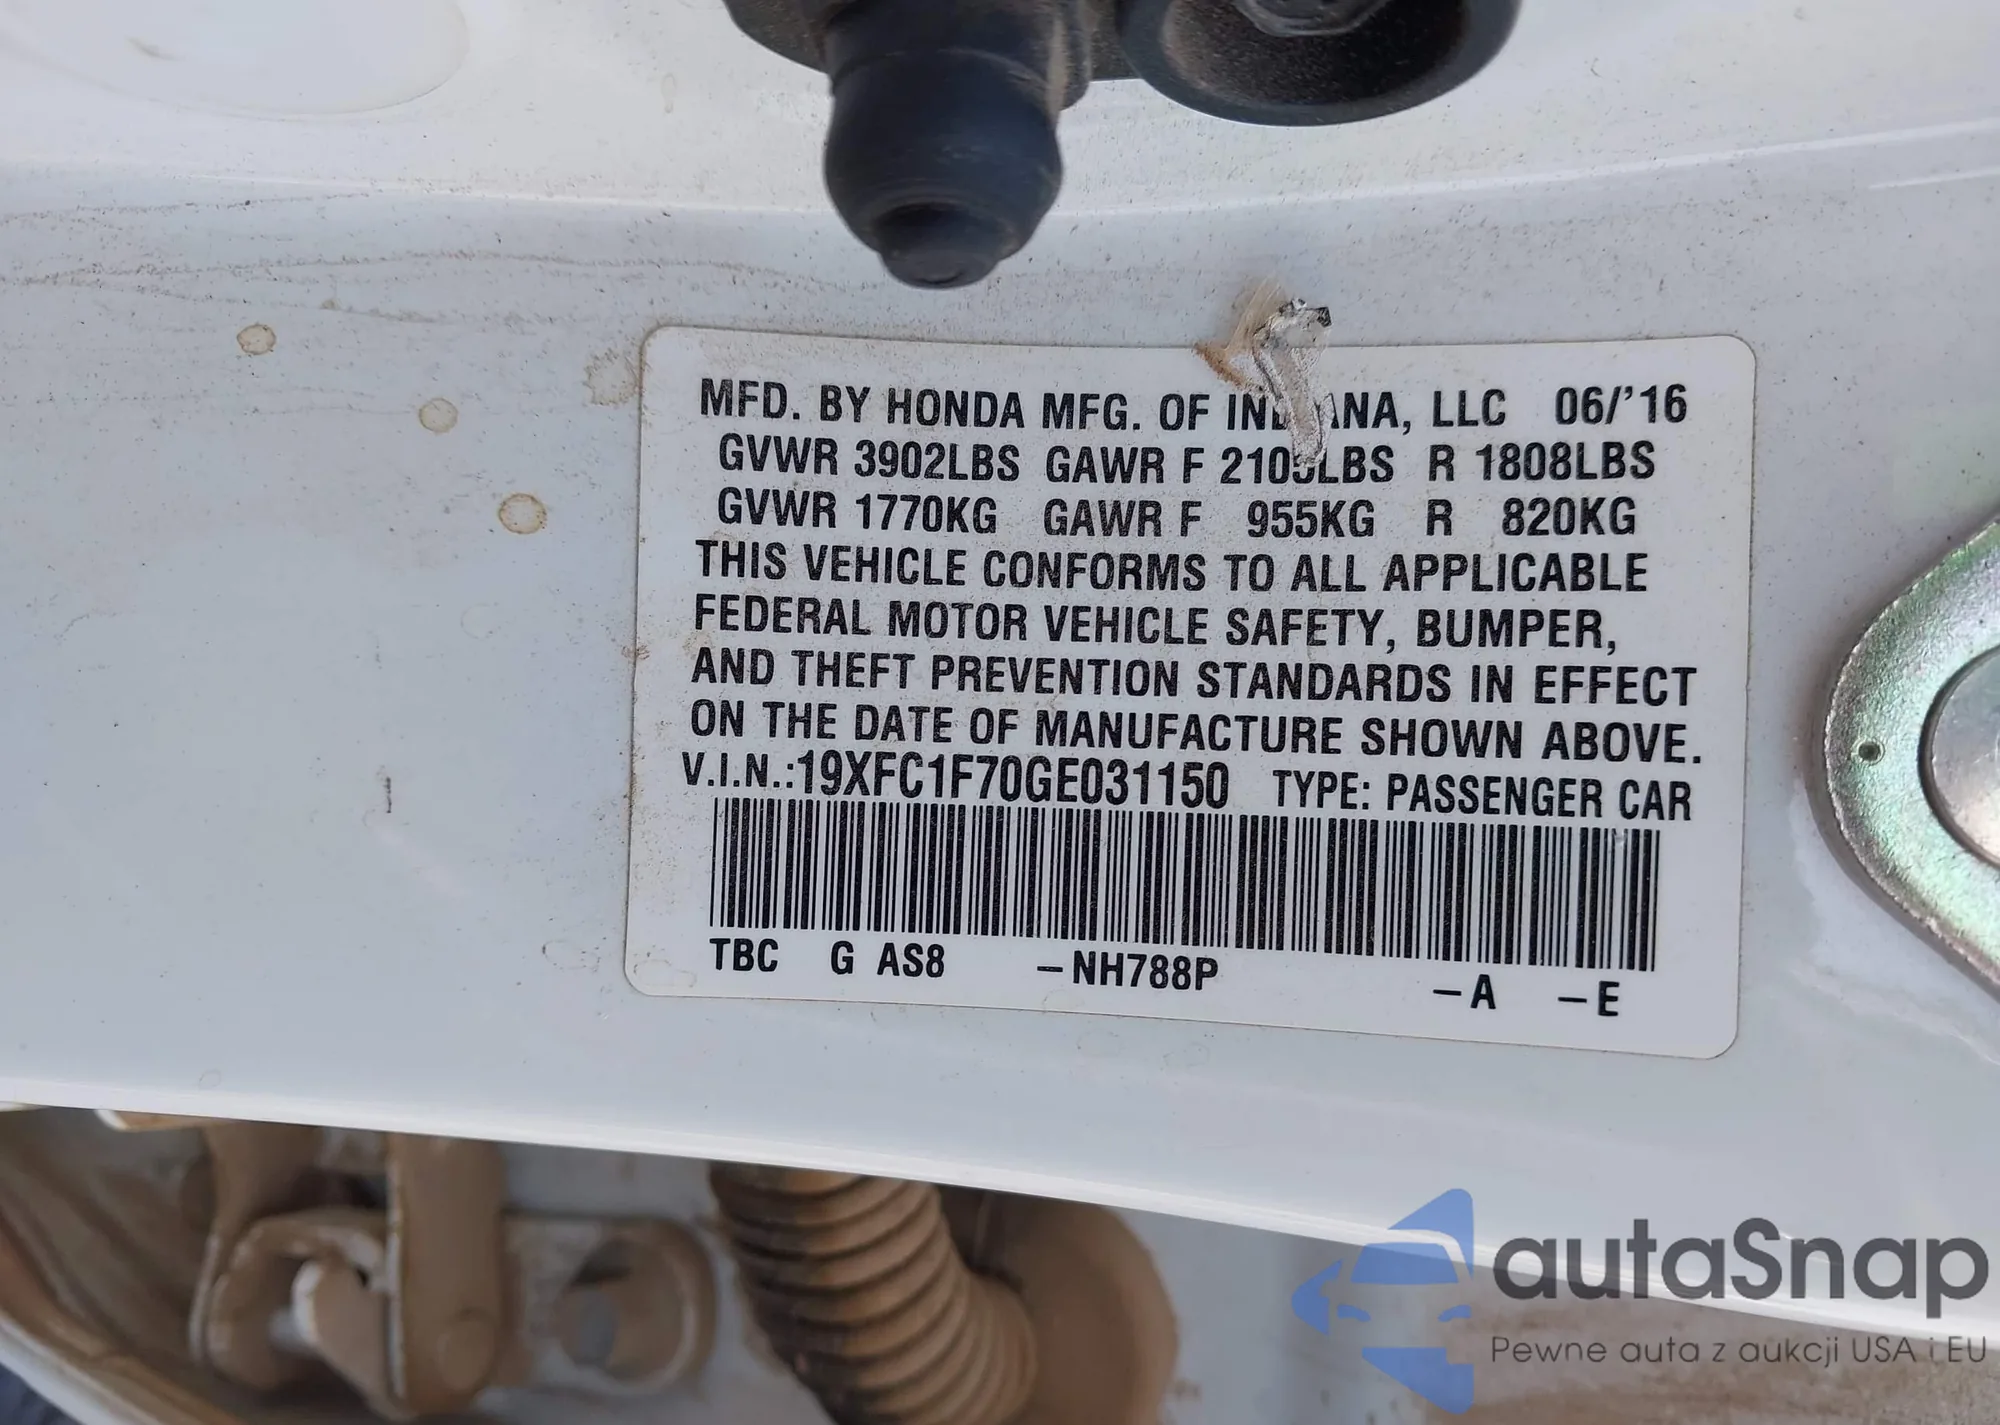 MFD. BY HONDA MFG. OF INDIANA, LLC 06/'16
GVWR 3902LBS GAWR F 2105LBS R 1808LBS
GVWR 1770KG GAWR F 955KG R 820KG
THIS VEHICLE CONFORMS TO ALL APPLICABLE
FEDERAL MOTOR VEHICLE SAFETY, BUMPER,
AND THEFT PREVENTION STANDARDS IN EFFECT
ON THE DATE OF MANUFACTURE SHOWN ABOVE.
V.I.N.:19XFC1F70GE031150 TYPE: PASSENGER CAR
TBC G AS8 -NH788P -A -E
autaSnap
Pewne auta z aukcji USA i EU